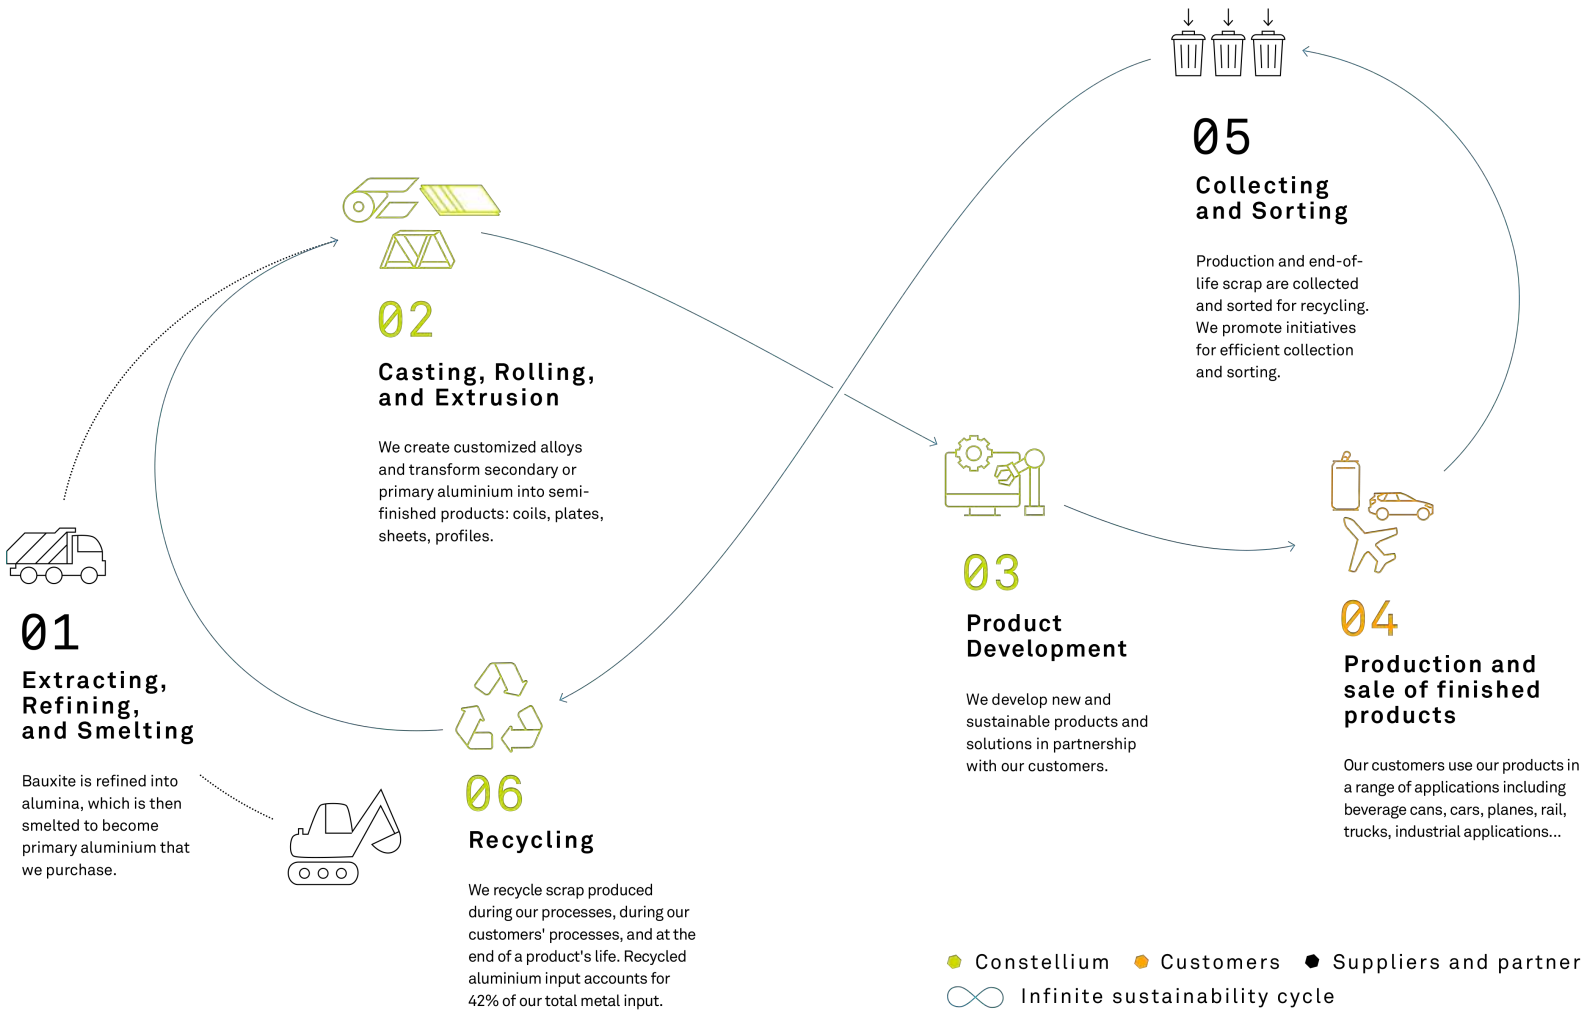 01
Extracting,
Refining,
and Smelting
Bauxite is refined into
alumina, which is then
smelted to become
primary aluminium that
we purchase.
02
Casting, Rolling,
and Extrusion
We create customized alloys
and transform secondary or
primary aluminium into semi-
finished products: coils, plates,
sheets, profiles.
03
Product
Development
We develop new and
sustainable products and
solutions in partnership
with our customers.
04
Production and
sale of finished
products
Our customers use our products in
a range of applications including
beverage cans, cars, planes, rail,
trucks, industrial applications...
05
Collecting
and Sorting
Production and end-of-
life scrap are collected
and sorted for recycling.
We promote initiatives
for efficient collection
and sorting.
06
Recycling
We recycle scrap produced
during our processes, during our
customers' processes, and at the
end of a product's life. Recycled
aluminium input accounts for
42% of our total metal input.
Constellium
Customers
Suppliers and partner
Infinite sustainability cycle